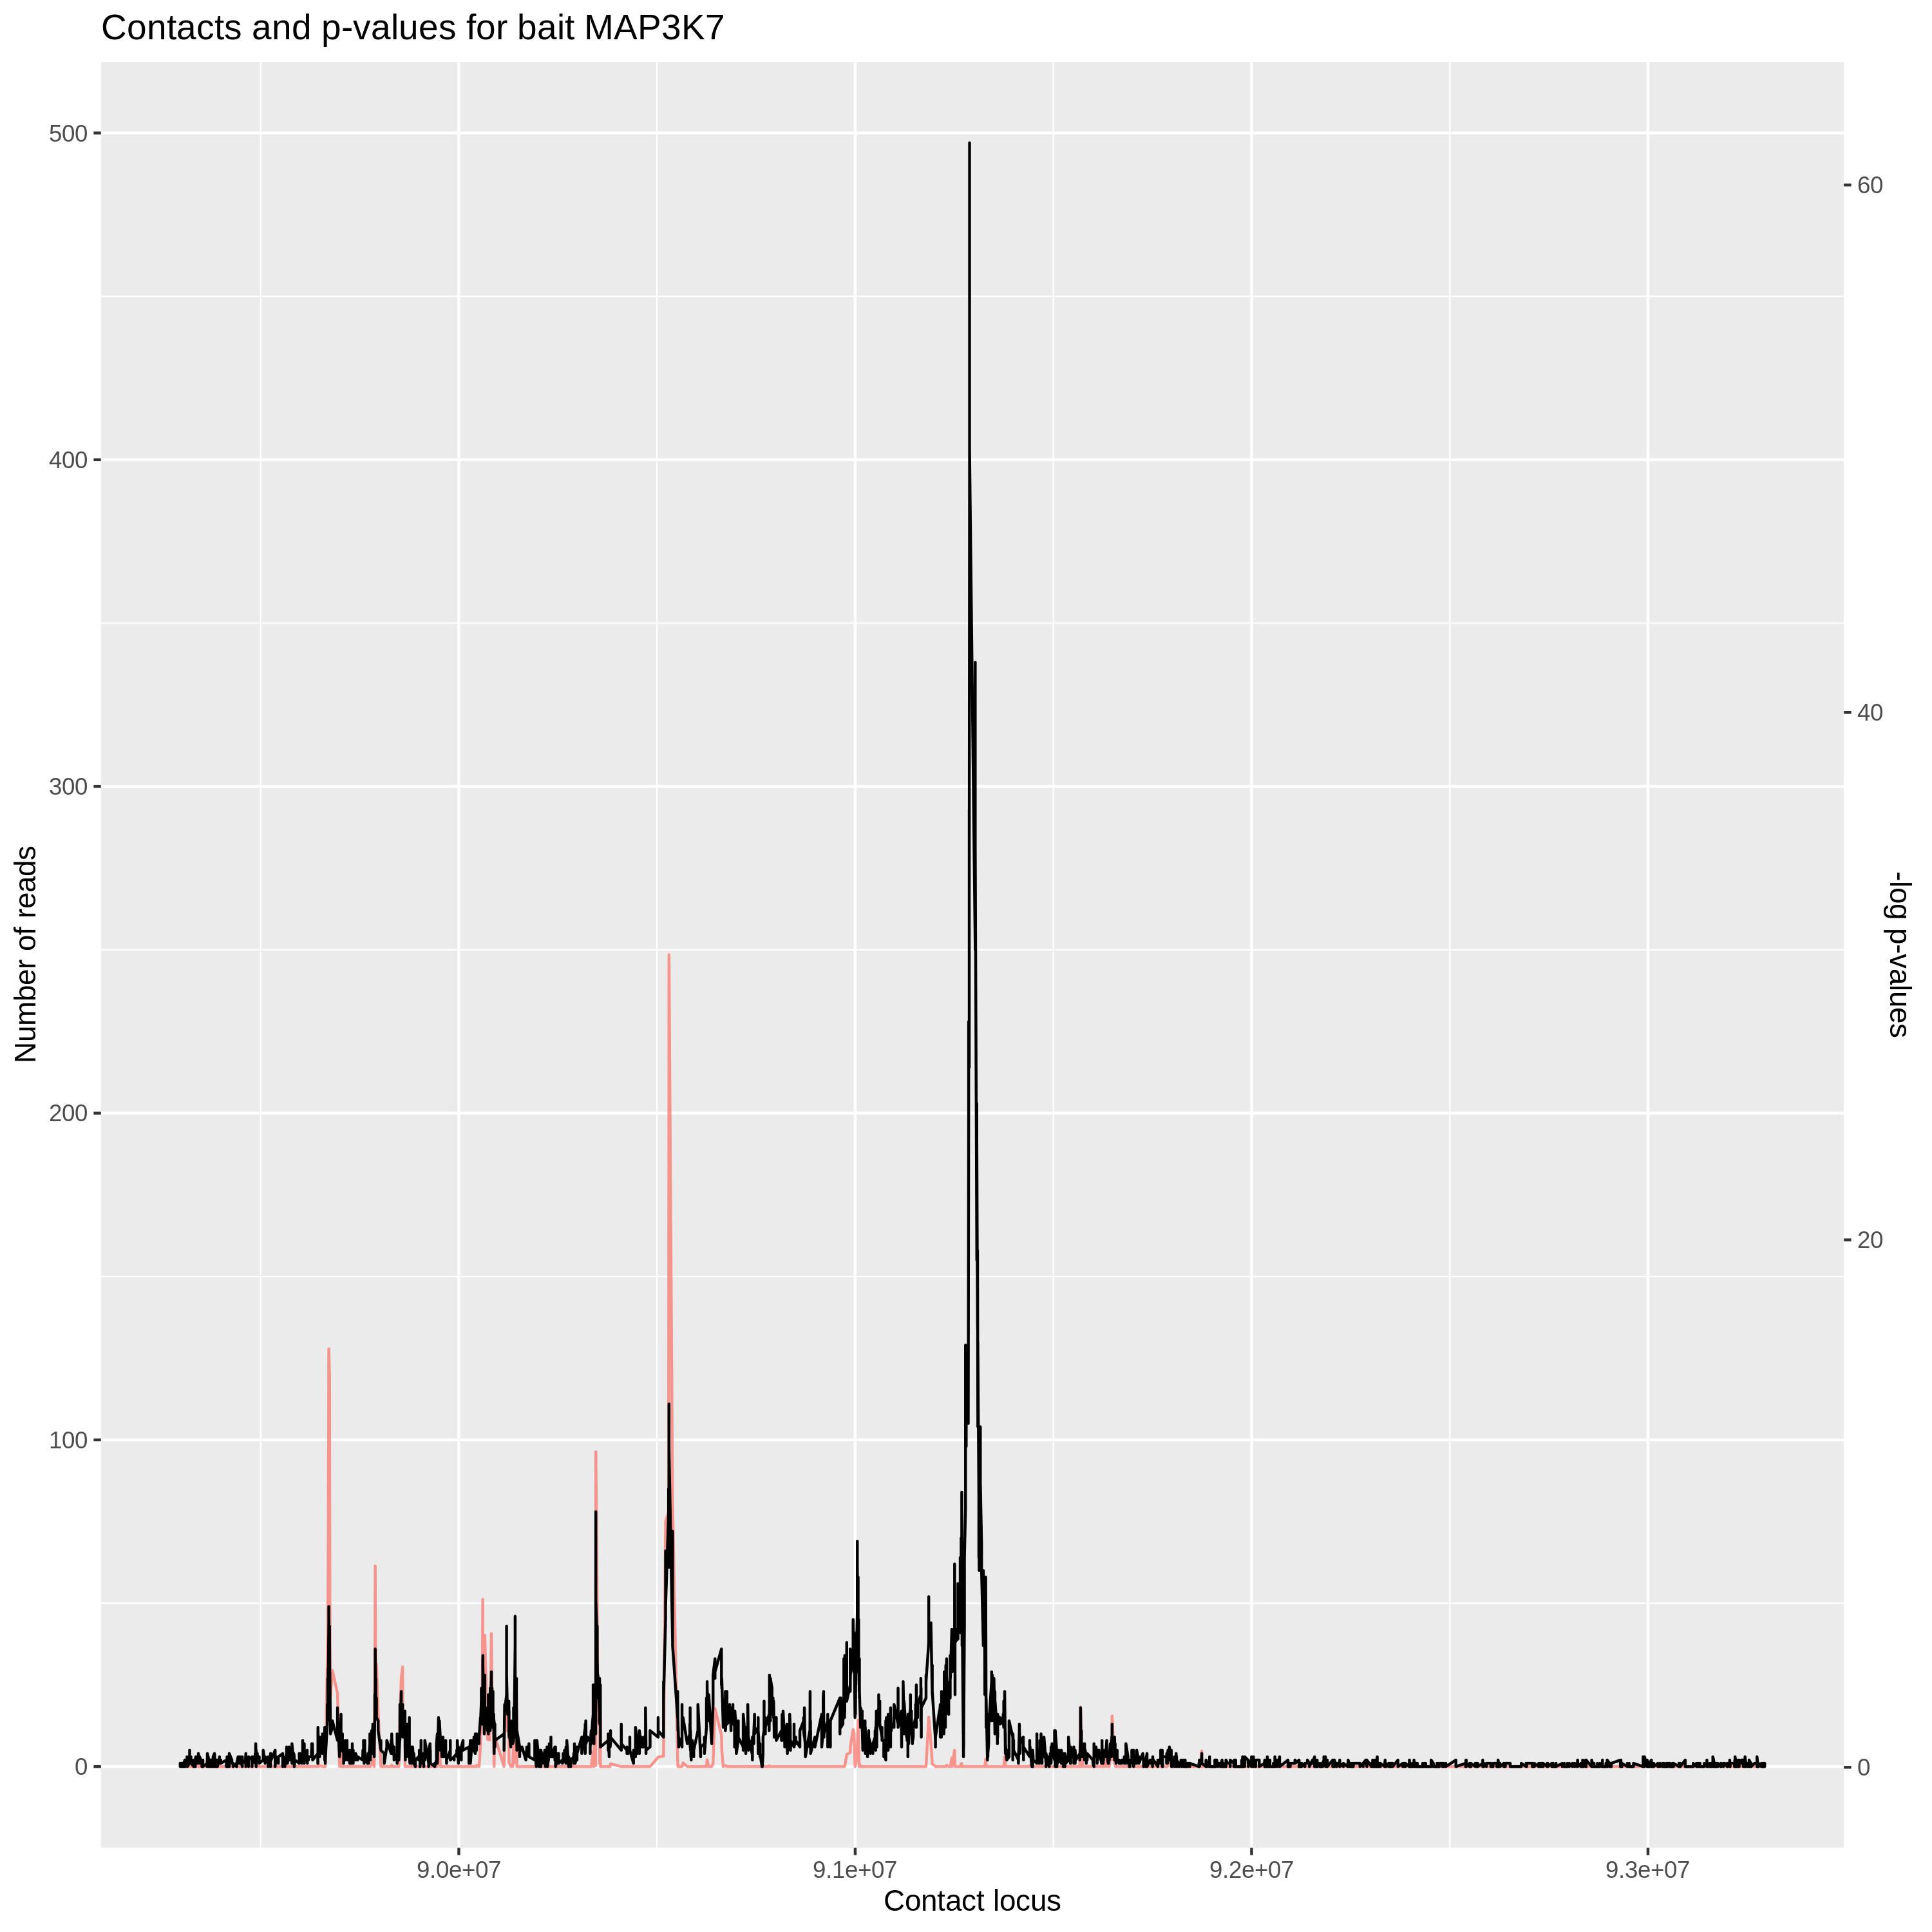 Contacts and p-values for bait MAP3K7
500
400
300
200
100
0
Number of reads
60
40
20
0
-log p-values
9.0e+07
9.1e+07
9.2e+07
9.3e+07
Contact locus